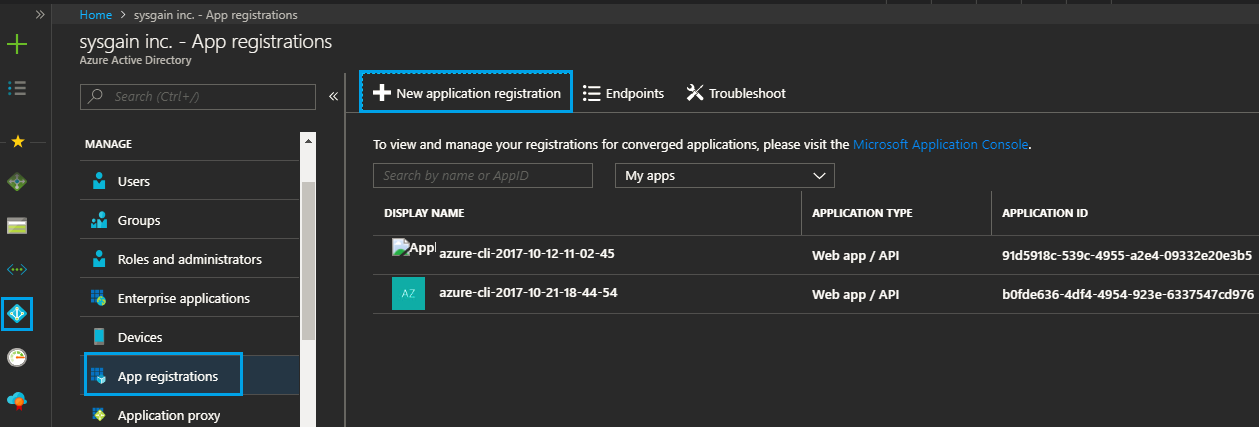 Home > sysgain inc. - App registrations
sysgain inc. - App registrations
Azure Active Directory
Search (Ctrl+/)
MANAGE
Users
Groups
Roles and administrators
Enterprise applications
Devices
App registrations
Application proxy
New application registration Endpoints Troubleshoot
To view and manage your registrations for converged applications, please visit the Microsoft Application Console.
Search by name or AppID My apps
DISPLAY NAME APPLICATION TYPE APPLICATION ID
App azure-cli-2017-10-12-11-02-45 Web app / API 91d5918c-539c-4955-a2e4-09332e20e3b5
AZ azure-cli-2017-10-21-18-44-54 Web app / API b0fde636-4df4-4954-923e-6337547cd976